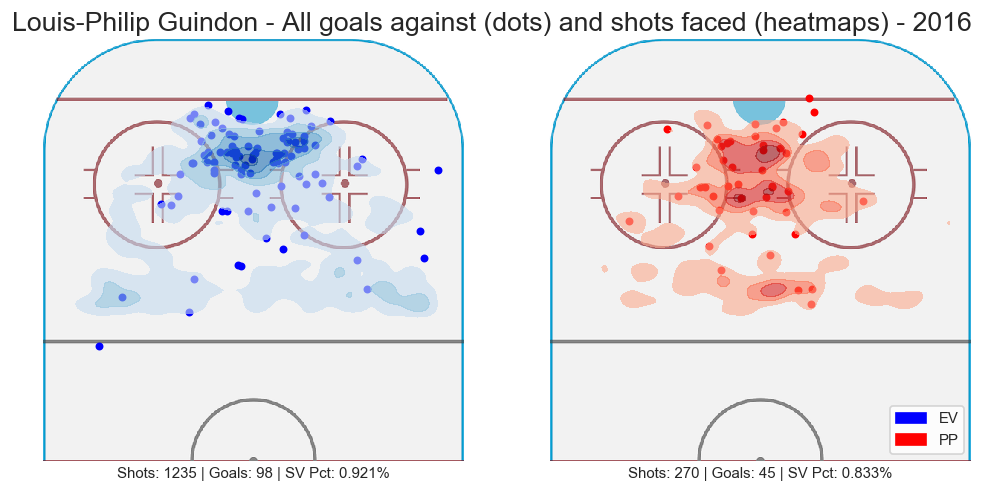 Louis-Philip Guindon - All goals against (dots) and shots faced (heatmaps) - 2016
EV
PP
Shots: 1235 | Goals: 98 | SV Pct: 0.921%
Shots: 270 | Goals: 45 | SV Pct: 0.833%